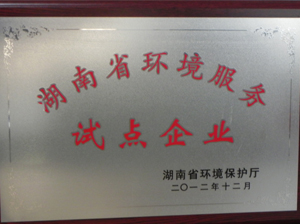 湖南省环境服务
试点企业
湖南省环境保护厅
二〇一二年十二月